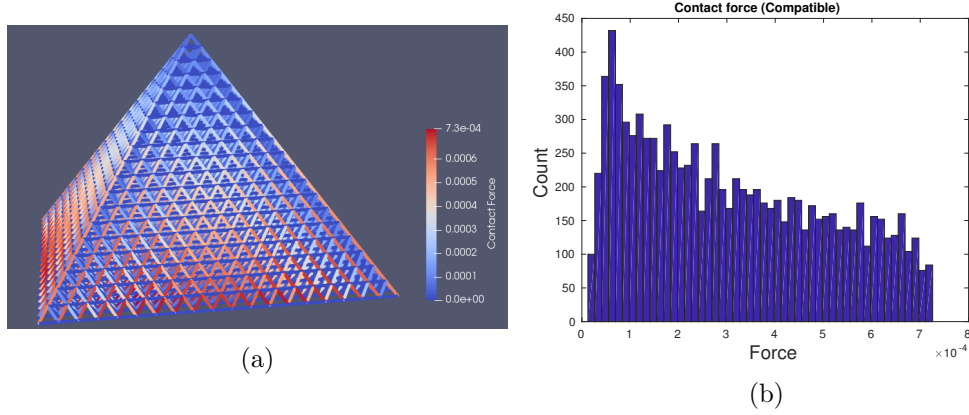 7.3e-04
0.0006
0.0005
0.0004
0.0003
0.0002
0.0001
0.0e+00
Contact Force
(a)
Contact force (Compatible)
450
400
350
300
250
200
150
100
50
0
Count
0 1 2 3 4 5 6 7 8
Force
×10⁻⁴
(b)